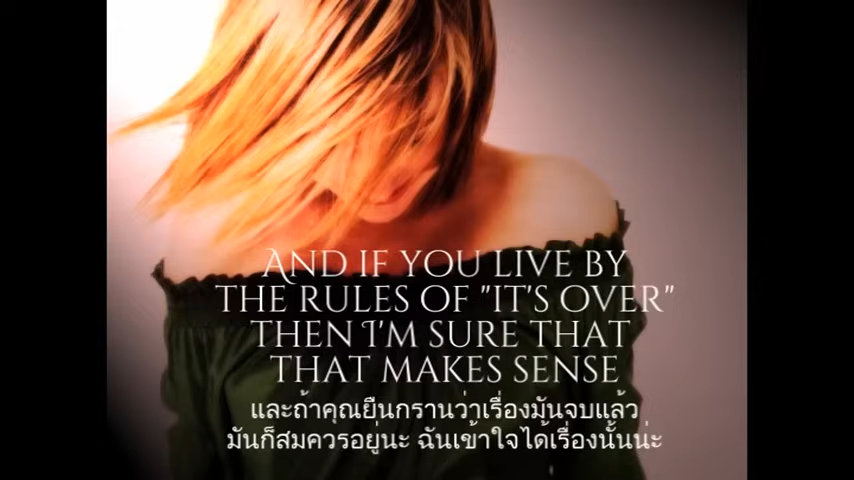 AND IF YOU LIVE BY
THE RULES OF "IT'S OVER"
THEN I'M SURE THAT
THAT MAKES SENSE
และถ้าคุณยืนกรานว่าเรื่องมันจบแล้ว
มันก็สมควรอยู่นะ ฉันเข้าใจได้เรื่องนั้นน่ะ